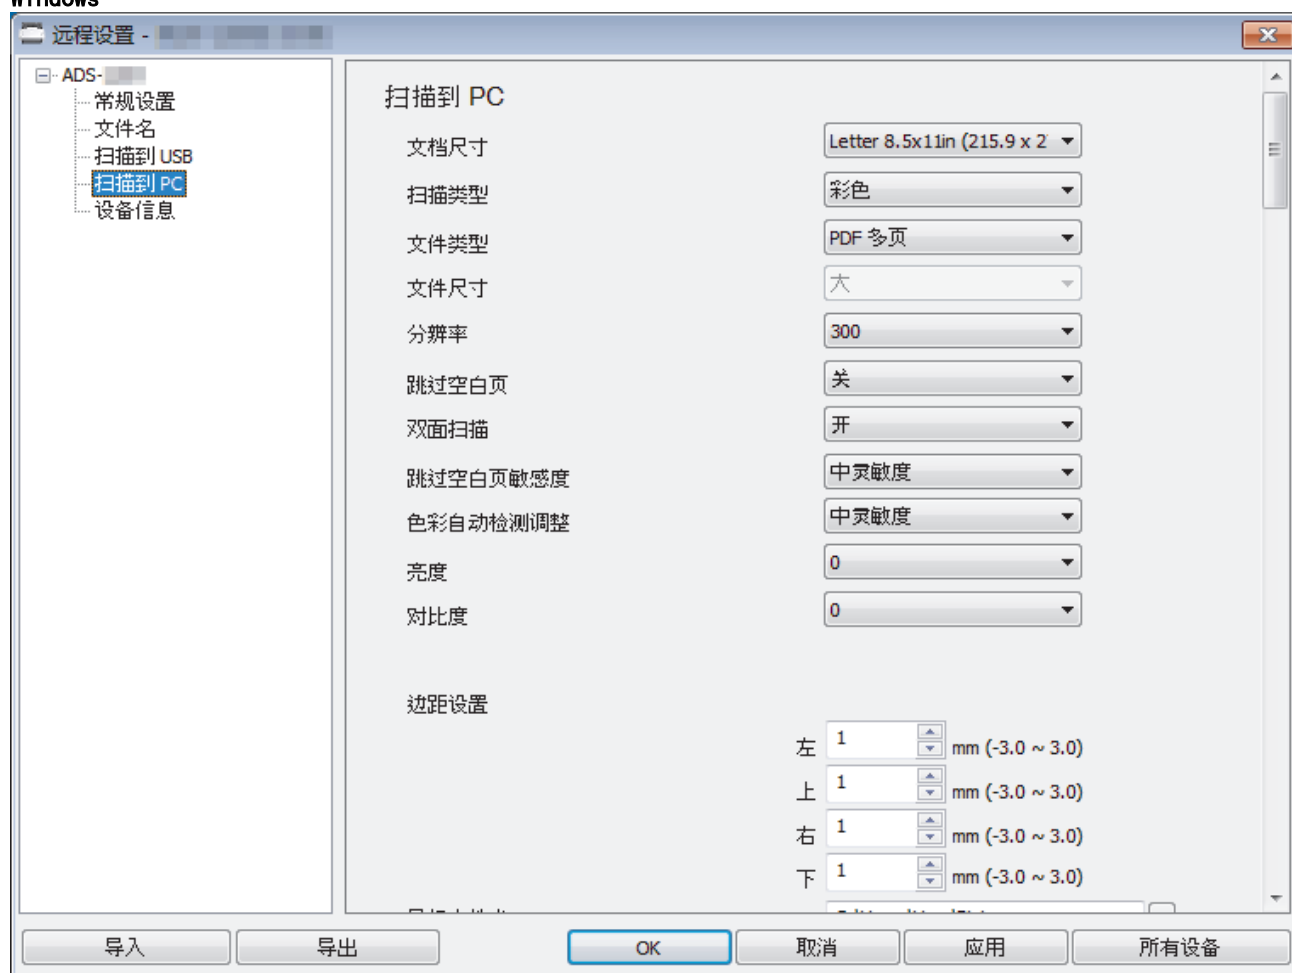 Windows
远程设置 -
ADS-
常规设置
文件名
扫描到 USB
扫描到 PC
设备信息
扫描到 PC
文档尺寸 Letter 8.5x11in (215.9 x 2
扫描类型 彩色
文件类型 PDF 多页
文件尺寸 大
分辨率 300
跳过空白页 关
双面扫描 开
跳过空白页敏感度 中灵敏度
色彩自动检测调整 中灵敏度
亮度 0
对比度 0
边距设置
左 1 mm (-3.0 ~ 3.0)
上 1 mm (-3.0 ~ 3.0)
右 1 mm (-3.0 ~ 3.0)
下 1 mm (-3.0 ~ 3.0)
导入 导出 OK 取消 应用 所有设备